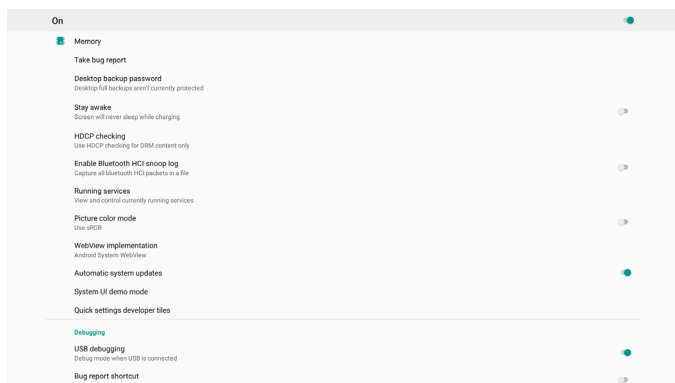 On
Memory
Take bug report
Desktop backup password
Desktop full backups aren't currently protected
Stay awake
Screen will never sleep while charging
HDCP checking
Use HDCP checking for DRM content only
Enable Bluetooth HCI snoop log
Capture all bluetooth HCI packets in a file
Running services
View and control currently running services
Picture color mode
Use sRGB
WebView implementation
Android System WebView
Automatic system updates
System UI demo mode
Quick settings developer tiles
Debugging
USB debugging
Debug mode when USB is connected
Bug report shortcut